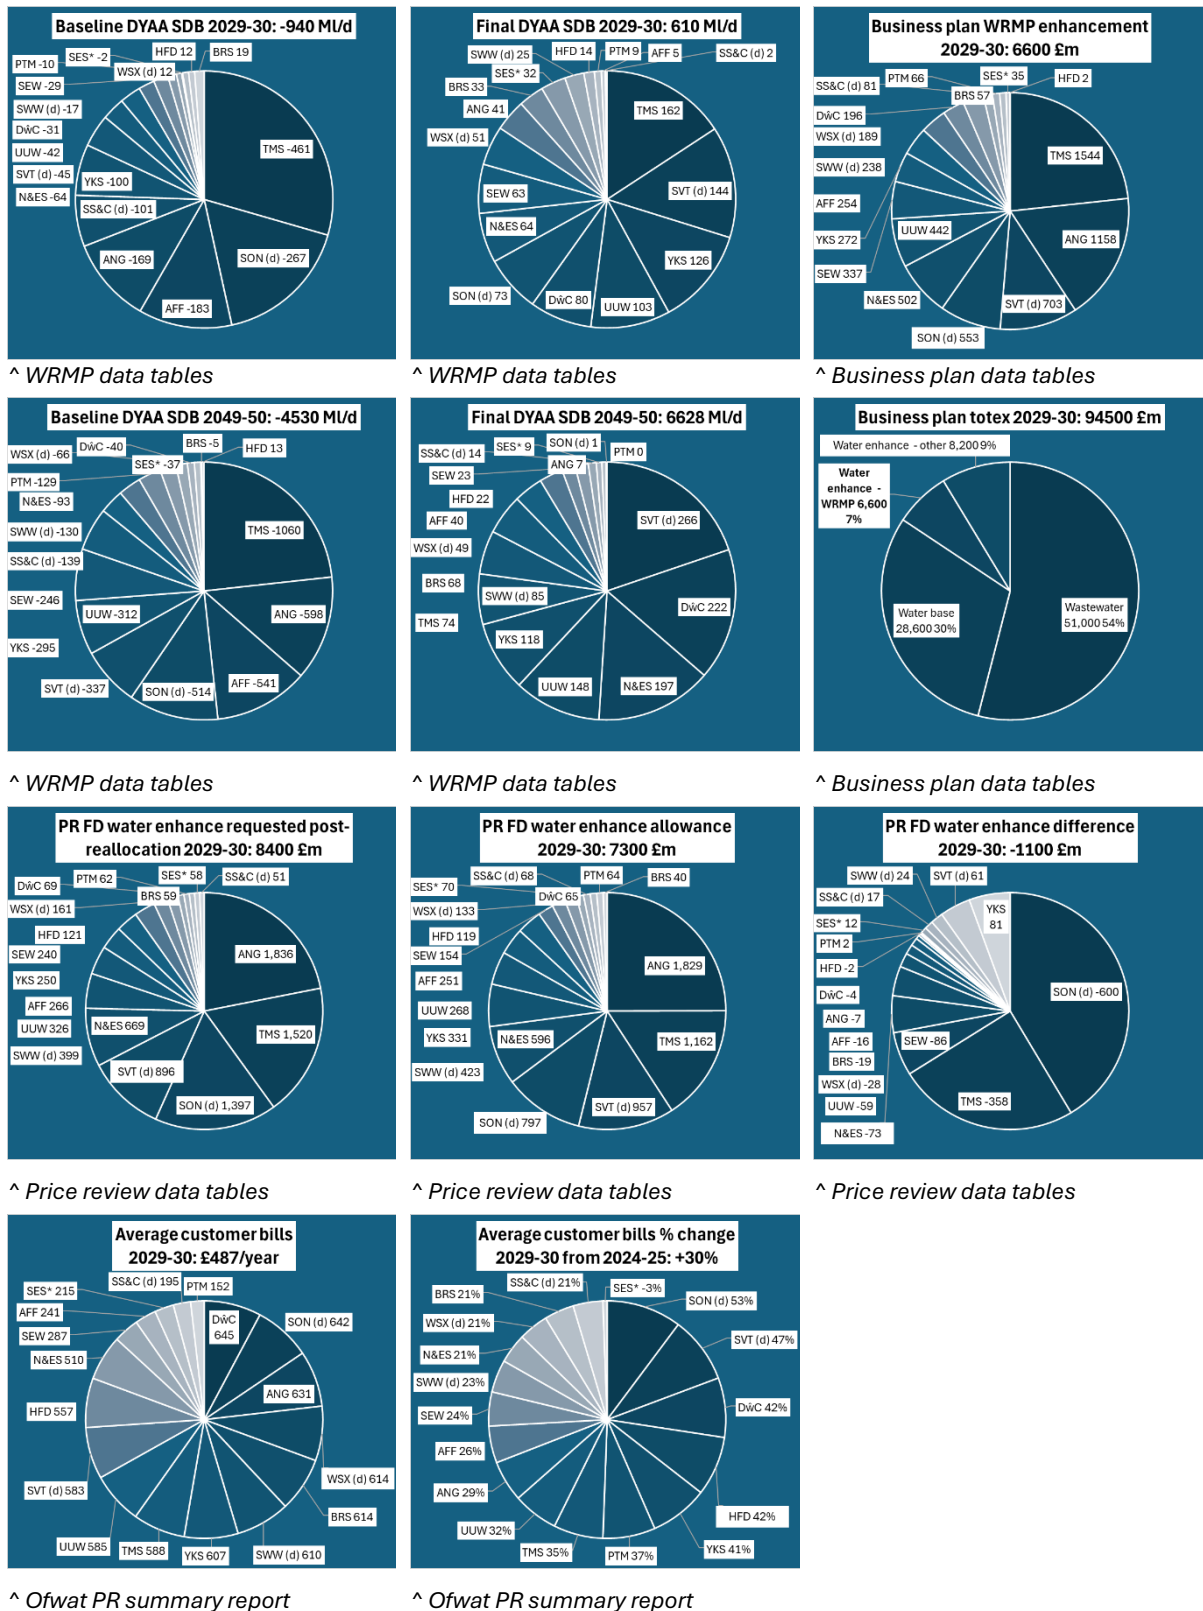 Baseline DYAA SDB 2029-30: -940 Ml/d
SES* -2
HFD 12
BRS 19
PTM -10
WSX (d) 12
SEW -29
SWW (d) -17
DŵC -31
UUW -42
SVT (d) -45
N&ES -64
YKS -100
SS&C (d) -101
ANG -169
AFF -183
SON (d) -267
TMS -461
^ WRMP data tables
Final DYAA SDB 2029-30: 610 Ml/d
SWW (d) 25
HFD 14
PTM 9
AFF 5
SS&C (d) 2
SES* 32
BRS 33
ANG 41
WSX (d) 51
SEW 63
N&ES 64
SON (d) 73
DŵC 80
UUW 103
YKS 126
SVT (d) 144
TMS 162
^ WRMP data tables
Business plan WRMP enhancement
2029-30: 6600 £m
SS&C (d) 81
PTM 66
SES* 35
HFD 2
BRS 57
DŵC 196
WSX (d) 189
SWW (d) 238
AFF 254
YKS 272
SEW 337
UUW 442
N&ES 502
SON (d) 553
SVT (d) 703
ANG 1158
TMS 1544
^ Business plan data tables
Baseline DYAA SDB 2049-50: -4530 Ml/d
WSX (d) -66
DŵC -40
BRS -5
HFD 13
SES* -37
PTM -129
N&ES -93
SWW (d) -130
SS&C (d) -139
SEW -246
UUW -312
YKS -295
SVT (d) -337
SON (d) -514
AFF -541
ANG -598
TMS -1060
^ WRMP data tables
Final DYAA SDB 2049-50: 6628 Ml/d
SS&C (d) 14
SES* 9
SON (d) 1
PTM 0
ANG 7
SEW 23
HFD 22
AFF 40
WSX (d) 49
BRS 68
SWW (d) 85
TMS 74
YKS 118
UUW 148
N&ES 197
DŵC 222
SVT (d) 266
^ WRMP data tables
Business plan totex 2029-30: 94500 £m
Water enhance - other 8,200 9%
Water
enhance -
WRMP 6,600
7%
Water base
28,600 30%
Wastewater
51,000 54%
^ Business plan data tables
PR FD water enhance requested post-
reallocation 2029-30: 8400 £m
DŵC 69
PTM 62
SES* 58
SS&C (d) 51
WSX (d) 161
BRS 59
HFD 121
SEW 240
YKS 250
AFF 266
UUW 326
SWW (d) 399
N&ES 669
SVT (d) 896
SON (d) 1,397
TMS 1,520
ANG 1,836
^ Price review data tables
PR FD water enhance allowance
2029-30: 7300 £m
SES* 70
SS&C (d) 68
PTM 64
BRS 40
WSX (d) 133
DŵC 65
HFD 119
SEW 154
AFF 251
UUW 268
YKS 331
SWW (d) 423
N&ES 596
SON (d) 797
SVT (d) 957
TMS 1,162
ANG 1,829
^ Price review data tables
PR FD water enhance difference
2029-30: -1100 £m
SWW (d) 24
SVT (d) 61
SS&C (d) 17
YKS
81
SES* 12
PTM 2
HFD -2
DŵC -4
ANG -7
AFF -16
BRS -19
WSX (d) -28
UUW -59
N&ES -73
SEW -86
TMS -358
SON (d) -600
^ Price review data tables
Average customer bills
2029-30: £487/year
SES* 215
SS&C (d) 195
PTM 152
AFF 241
SEW 287
N&ES 510
HFD 557
SVT (d) 583
UUW 585
TMS 588
YKS 607
SWW (d) 610
BRS 614
WSX (d) 614
ANG 631
SON (d) 642
DŵC
645
^ Ofwat PR summary report
Average customer bills % change
2029-30 from 2024-25: +30%
SS&C (d) 21%
SES* -3%
BRS 21%
SON (d) 53%
WSX (d) 21%
SVT (d) 47%
N&ES 21%
SWW (d) 23%
DŵC 42%
SEW 24%
AFF 26%
ANG 29%
HFD 42%
UUW 32%
TMS 35%
PTM 37%
YKS 41%
^ Ofwat PR summary report